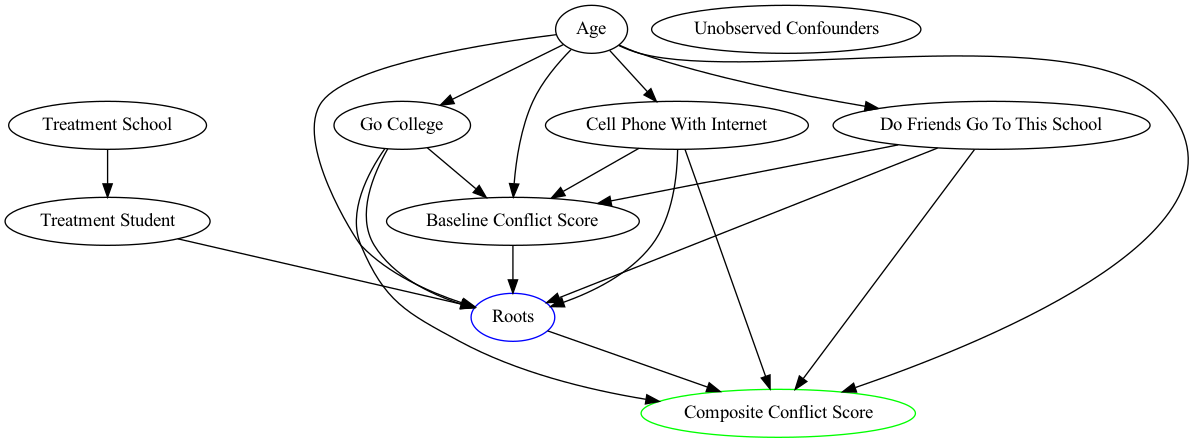 Age
Unobserved Confounders
Treatment School
Go College
Cell Phone With Internet
Do Friends Go To This School
Treatment Student
Baseline Conflict Score
Roots
Composite Conflict Score